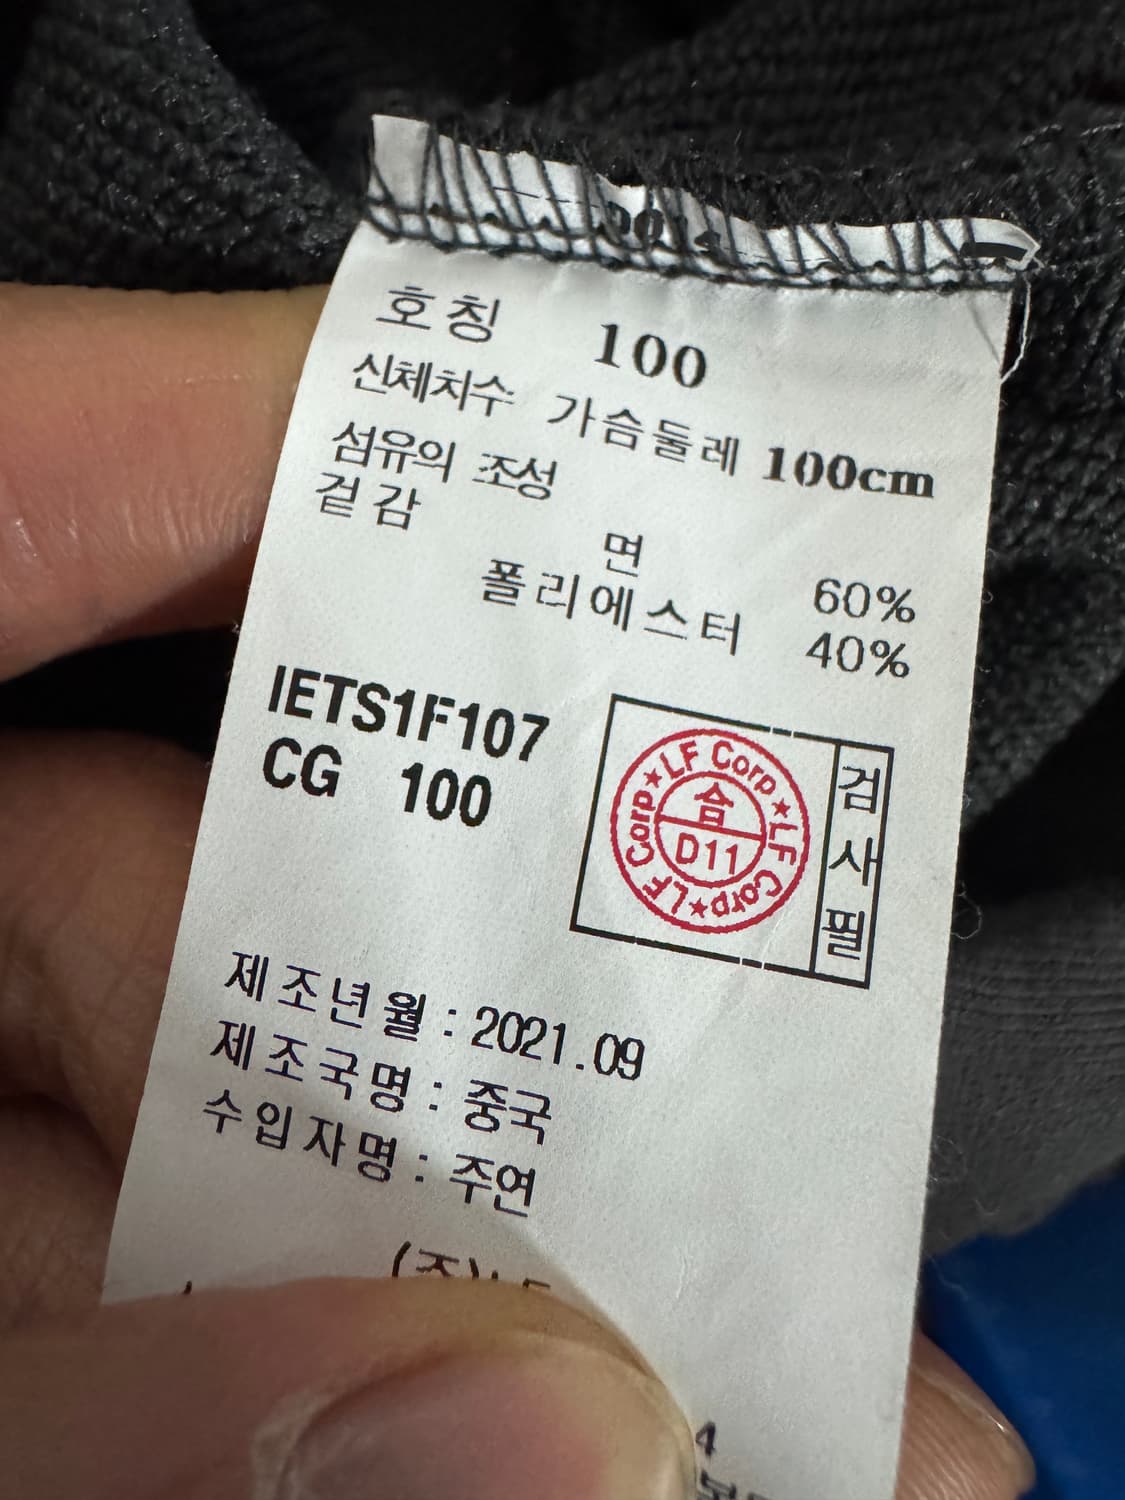 호칭 100
신체치수 가슴둘레 100cm
섬유의 조성
겉감
면 60%
폴리에스터 40%
IETS1F107
CG 100
LF Corp★LF Corp★LF Corp★
合
D11
검사필
제조년월 : 2021.09
제조국명 : 중국
수입자명 : 주연
(주)
4